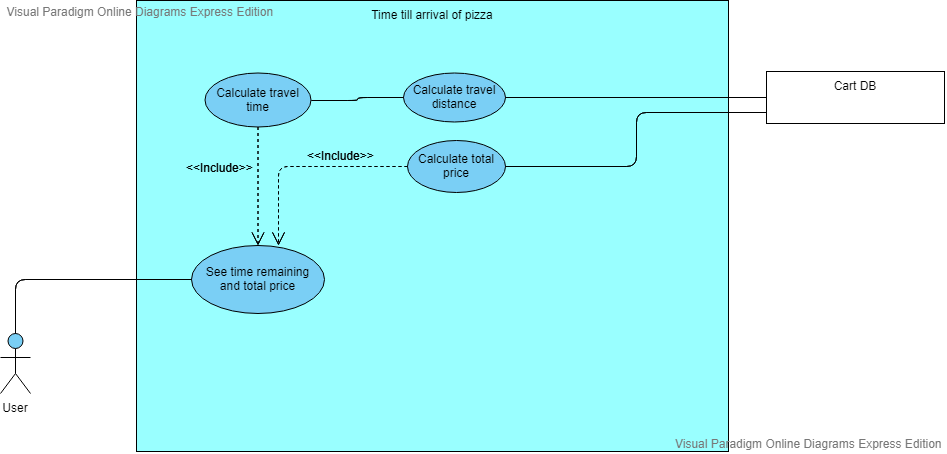 Visual Paradigm Online Diagrams Express Edition
Time till arrival of pizza
Calculate travel
time
Calculate travel
distance
Cart DB
<<Include>>
<<Include>>
Calculate total
price
See time remaining
and total price
User
Visual Paradigm Online Diagrams Express Edition